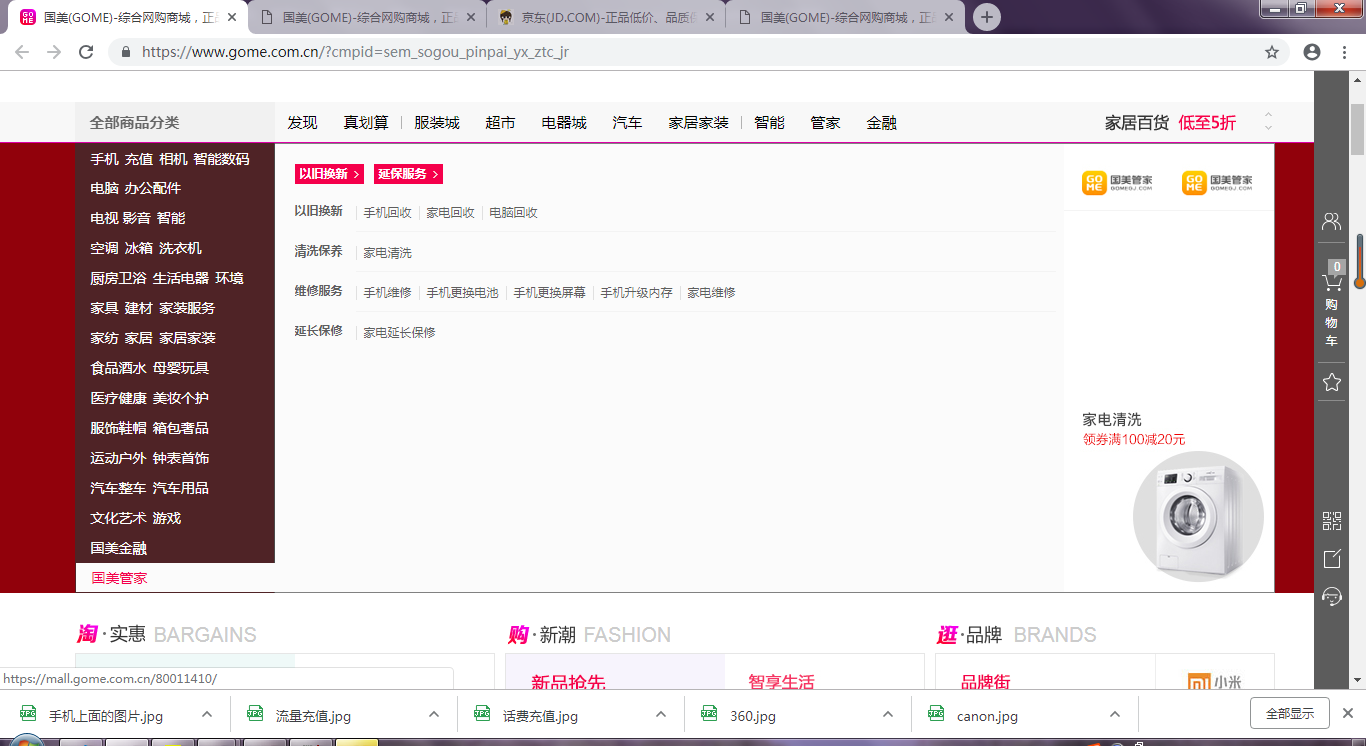 国美(GOME)-综合网购商城，正品
国美(GOME)-综合网购商城，正品
京东(JD.COM)-正品低价、品质
国美(GOME)-综合网购商城，正品
https://www.gome.com.cn/?cmpid=sem_sogou_pinpai_yx_ztc_jr
全部商品分类 发现 真划算 服装城 超市 电器城 汽车 家居家装 智能 管家 金融 家居百货 低至5折
手机 充值 相机 智能数码
电脑 办公配件
电视 影音 智能
空调 冰箱 洗衣机
厨房卫浴 生活电器 环境
家具 建材 家装服务
家纺 家居 家居家装
食品酒水 母婴玩具
医疗健康 美妆个护
服饰鞋帽 箱包奢品
运动户外 钟表首饰
汽车整车 汽车用品
文化艺术 游戏
国美金融
国美管家
以旧换新 > 延保服务 >
以旧换新 手机回收 家电回收 电脑回收
清洗保养 家电清洗
维修服务 手机维修 手机更换电池 手机更换屏幕 手机升级内存 家电维修
延长保修 家电延长保修
GO ME 国美管家 GOMEGJ.COM
GO ME 国美管家 GOMEGJ.COM
家电清洗
领券满100减20元
0
购
物
车
淘·实惠 BARGAINS
购·新潮 FASHION
逛·品牌 BRANDS
新品抢先
智享生活
品牌街
小米
https://mall.gome.com.cn/80011410/
手机上面的图片.jpg
流量充值.jpg
话费充值.jpg
360.jpg
canon.jpg
全部显示